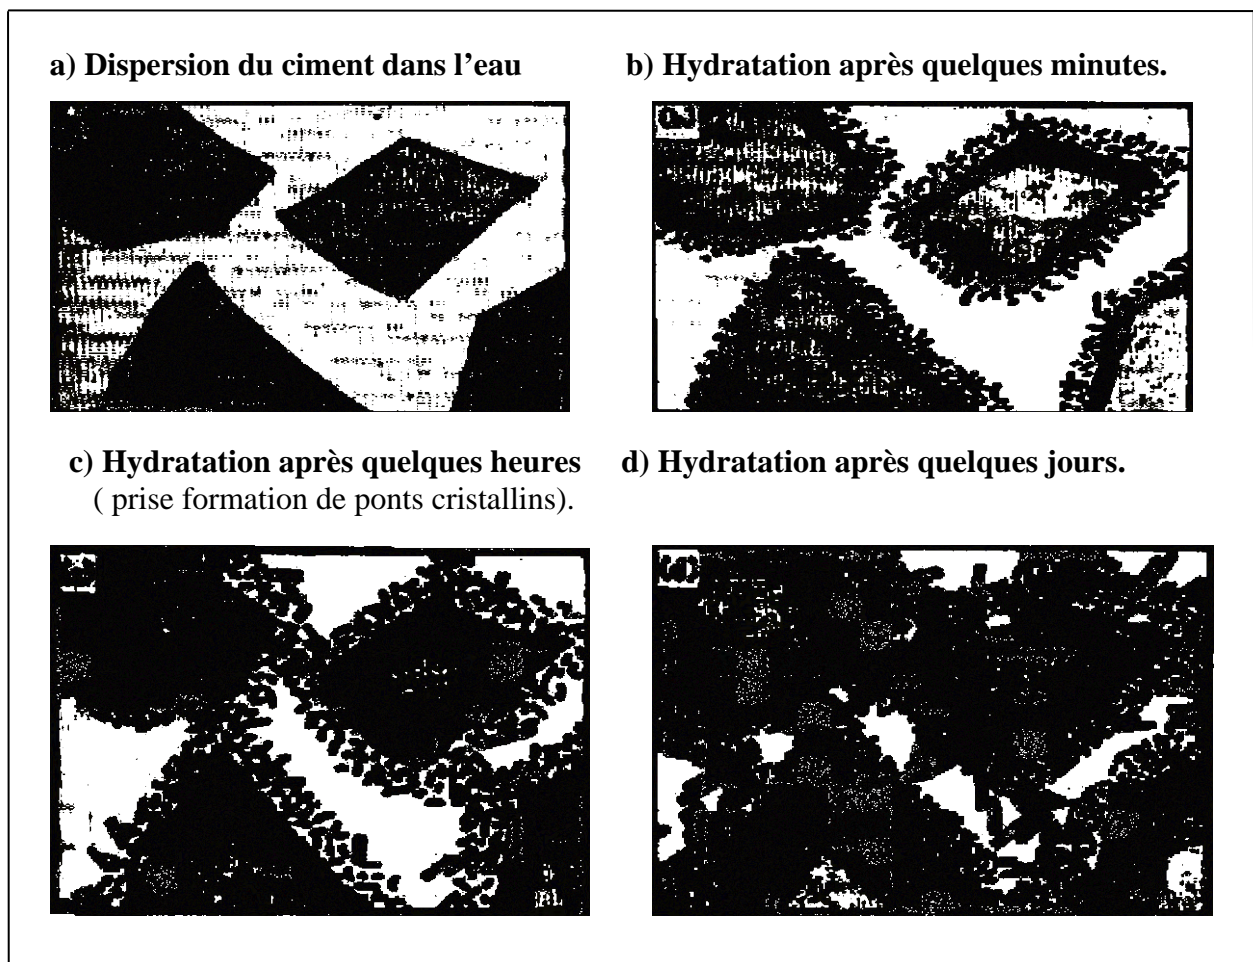 a) Dispersion du ciment dans l'eau
b) Hydratation après quelques minutes.
c) Hydratation après quelques heures
( prise formation de ponts cristallins).
d) Hydratation après quelques jours.
(d)